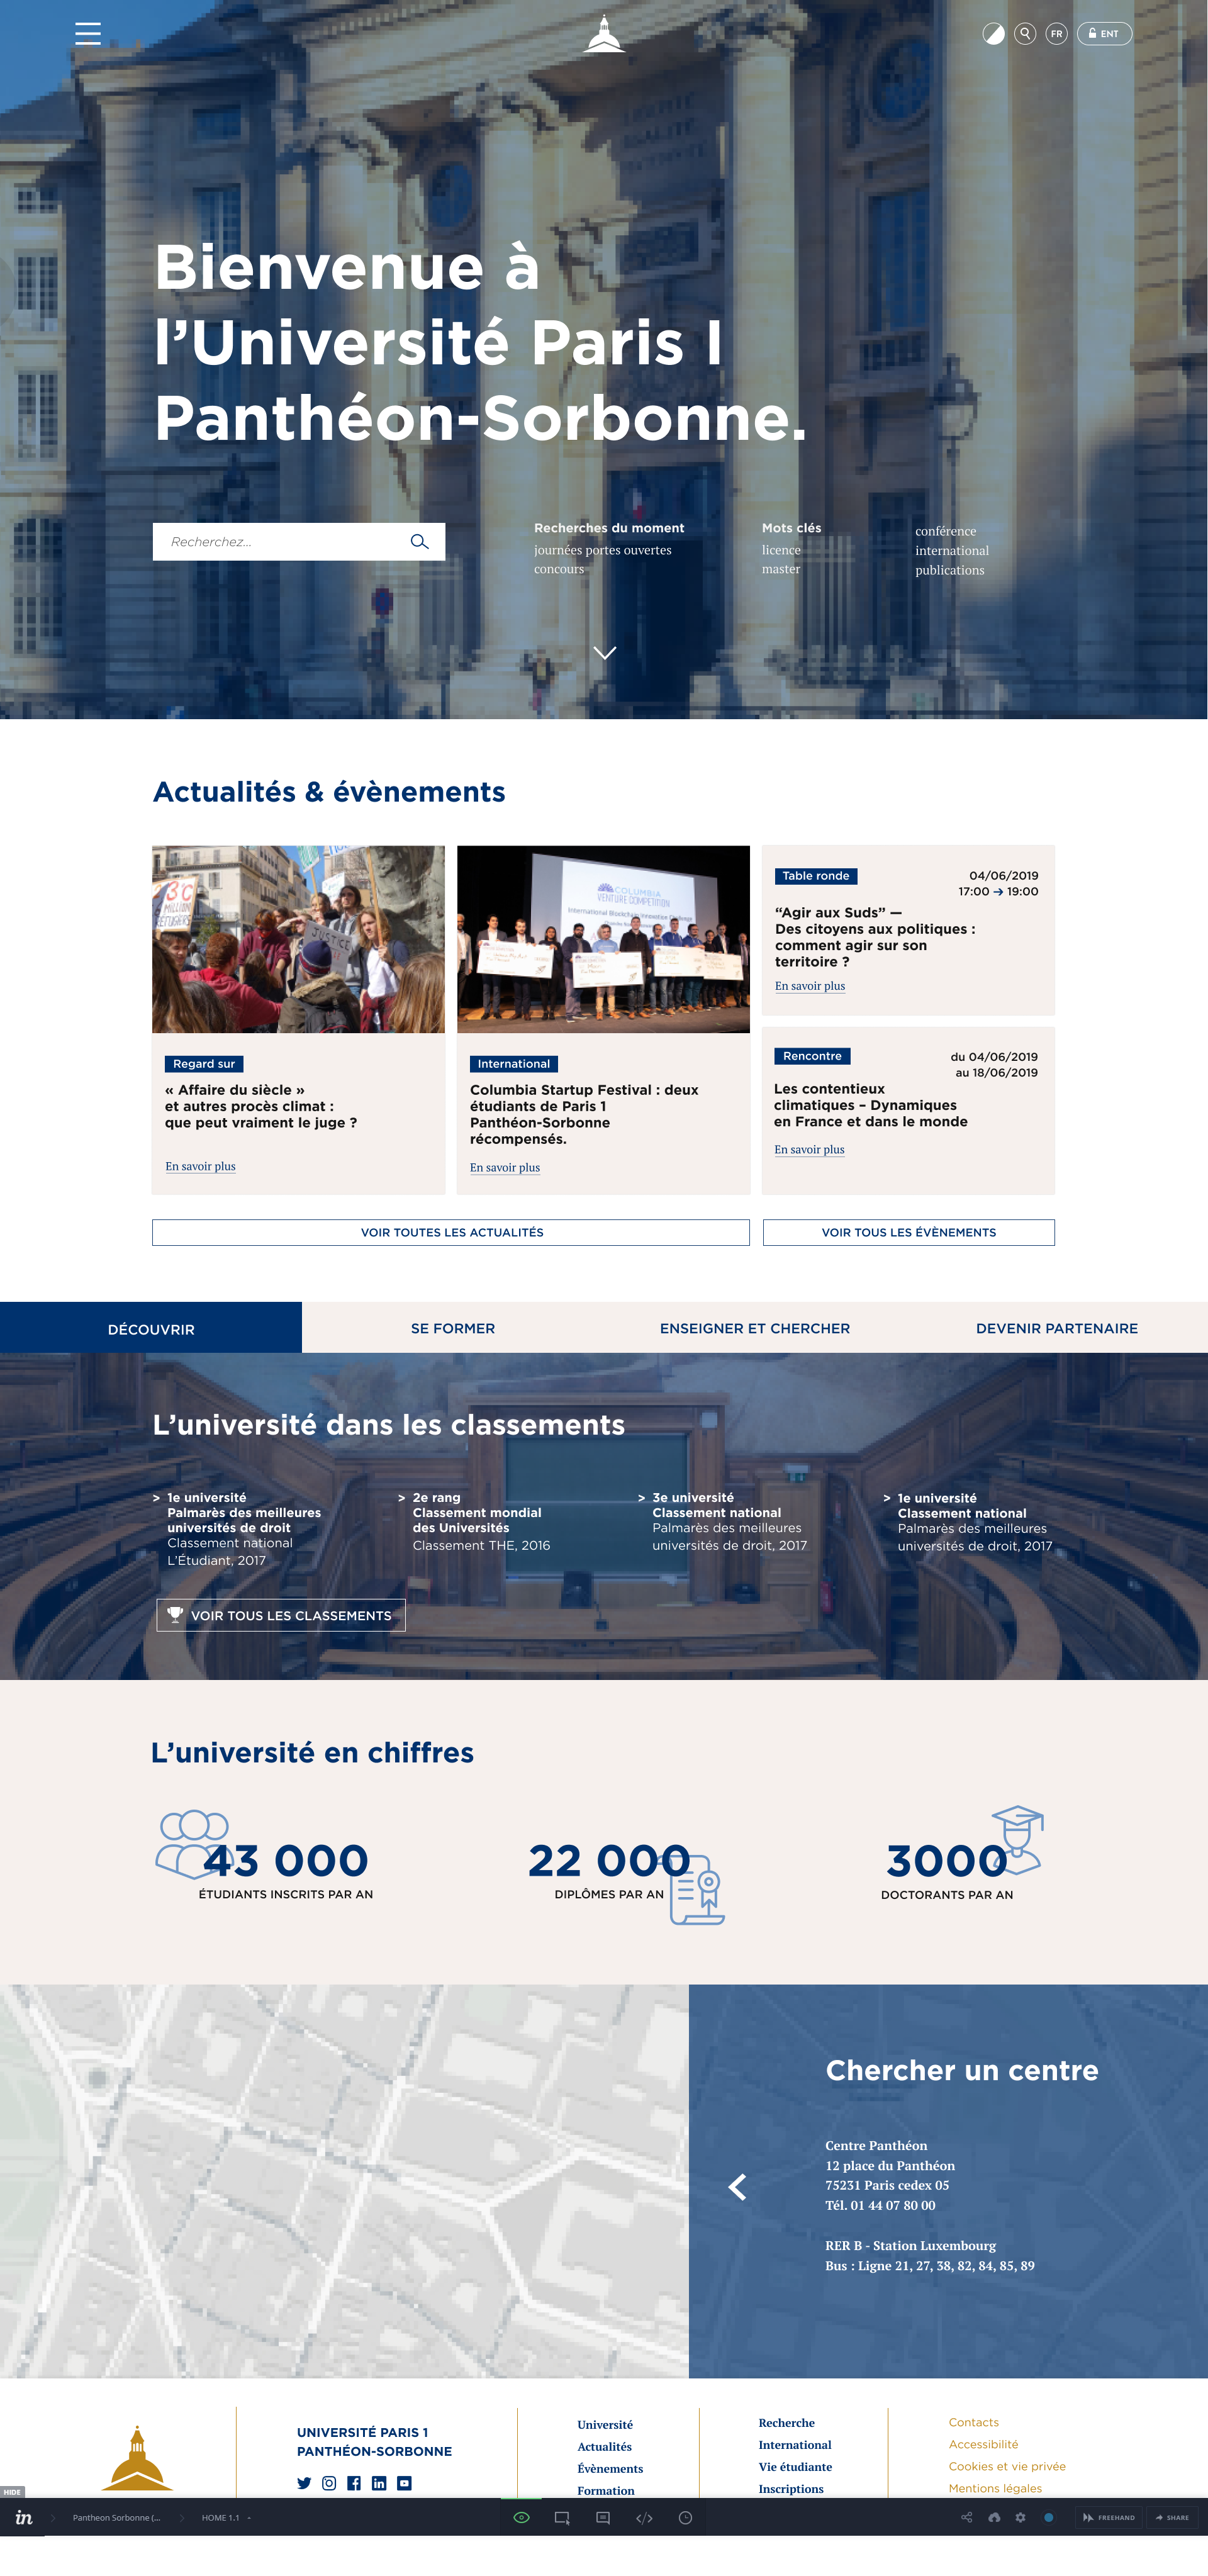 FR
ENT
Bienvenue à
l’Université Paris I
Panthéon-Sorbonne.
Recherchez...
Recherches du moment
journées portes ouvertes
concours
Mots clés
licence
master
conférence
international
publications
Actualités & évènements
3°C
MILLION
REFUGEES
JUSTICE
COLUMBIA
VENTURE COMPETITION
International Blockchain Innovation Challenge
Regard sur
« Affaire du siècle »
et autres procès climat :
que peut vraiment le juge ?
En savoir plus
International
Columbia Startup Festival : deux
étudiants de Paris 1
Panthéon-Sorbonne
récompensés.
En savoir plus
Table ronde
04/06/2019
17:00 → 19:00
“Agir aux Suds” —
Des citoyens aux politiques :
comment agir sur son
territoire ?
En savoir plus
Rencontre
du 04/06/2019
au 18/06/2019
Les contentieux
climatiques – Dynamiques
en France et dans le monde
En savoir plus
VOIR TOUTES LES ACTUALITÉS
VOIR TOUS LES ÉVÈNEMENTS
DÉCOUVRIR
SE FORMER
ENSEIGNER ET CHERCHER
DEVENIR PARTENAIRE
L’université dans les classements
> 1e université
Palmarès des meilleures
universités de droit
Classement national
L’Étudiant, 2017
> 2e rang
Classement mondial
des Universités
Classement THE, 2016
> 3e université
Classement national
Palmarès des meilleures
universités de droit, 2017
> 1e université
Classement national
Palmarès des meilleures
universités de droit, 2017
VOIR TOUS LES CLASSEMENTS
L’université en chiffres
43 000
ÉTUDIANTS INSCRITS PAR AN
22 000
DIPLÔMES PAR AN
3000
DOCTORANTS PAR AN
Chercher un centre
Centre Panthéon
12 place du Panthéon
75231 Paris cedex 05
Tél. 01 44 07 80 00
RER B - Station Luxembourg
Bus : Ligne 21, 27, 38, 82, 84, 85, 89
UNIVERSITÉ PARIS 1
PANTHÉON-SORBONNE
Université
Actualités
Évènements
Formation
Recherche
International
Vie étudiante
Inscriptions
Contacts
Accessibilité
Cookies et vie privée
Mentions légales
HIDE
in
Pantheon Sorbonne (...
HOME 1.1
FREEHAND
SHARE